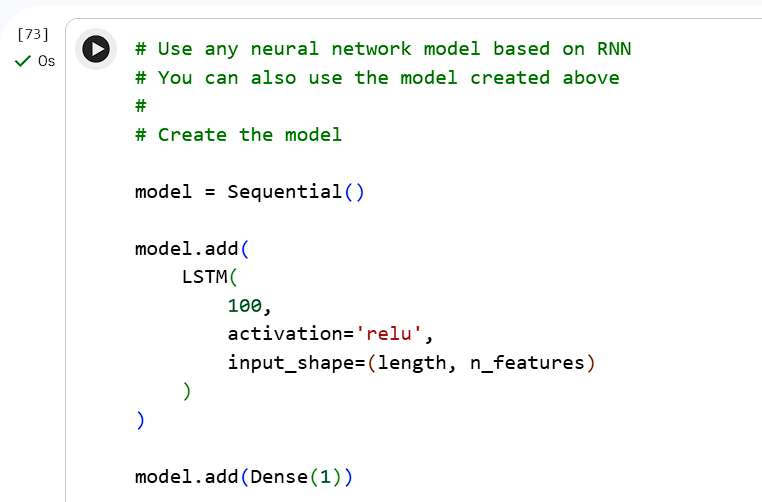 [73]
0s
# Use any neural network model based on RNN
# You can also use the model created above
#
# Create the model
model = Sequential()
model.add(
    LSTM(
        100,
        activation='relu',
        input_shape=(length, n_features)
    )
)
model.add(Dense(1))